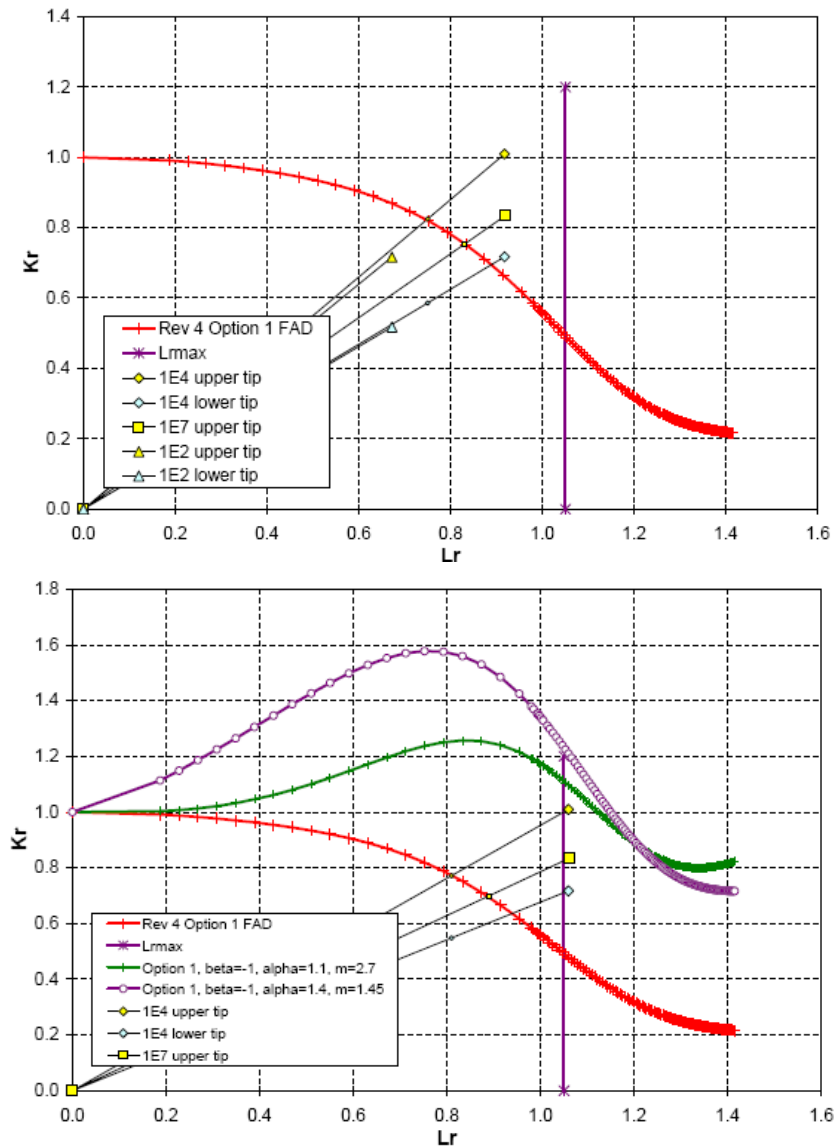 1.4
1.2
1.0
0.8
0.6
0.4
0.2
0.0
Kr
Rev 4 Option 1 FAD
Lrmax
1E4 upper tip
1E4 lower tip
1E7 upper tip
1E2 upper tip
1E2 lower tip
0.0 0.2 0.4 0.6 0.8 1.0 1.2 1.4 1.6
Lr
1.8
1.6
1.4
1.2
1.0
0.8
0.6
0.4
0.2
0.0
Kr
Rev 4 Option 1 FAD
Lrmax
Option 1, beta=-1, alpha=1.1, m=2.7
Option 1, beta=-1, alpha=1.4, m=1.45
1E4 upper tip
1E4 lower tip
1E7 upper tip
0.0 0.2 0.4 0.6 0.8 1.0 1.2 1.4 1.6
Lr